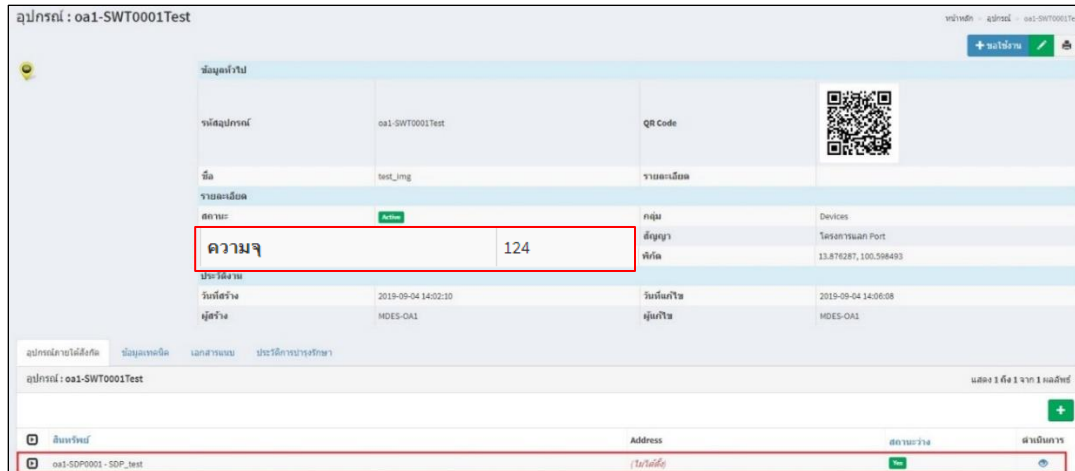 อุปกรณ์ : oa1-SWT0001Test
หน้าหลัก - อุปกรณ์ - oa1-SWT0001Te
+ ขอใช้งาน
ข้อมูลทั่วไป
รหัสอุปกรณ์ oa1-SWT0001Test QR Code
ชื่อ test_img รายละเอียด
รายละเอียด
สถานะ Active กลุ่ม Devices
ความจุ 124
สัญญา โครงการแลก Port
พิกัด 13.876287, 100.598493
ประวัติงาน
วันที่สร้าง 2019-09-04 14:02:10 วันที่แก้ไข 2019-09-04 14:06:08
ผู้สร้าง MDES-OA1 ผู้แก้ไข MDES-OA1
อุปกรณ์ภายใต้สังกัด ข้อมูลเทคนิค เอกสารแนบ ประวัติการบำรุงรักษา
อุปกรณ์ : oa1-SWT0001Test แสดง 1 ถึง 1 จาก 1 ผลลัพธ์
+
สินทรัพย์ Address สถานะว่าง ดำเนินการ
oa1-SDP0001 - SDP_test (ไม่ได้ตั้ง) Yes